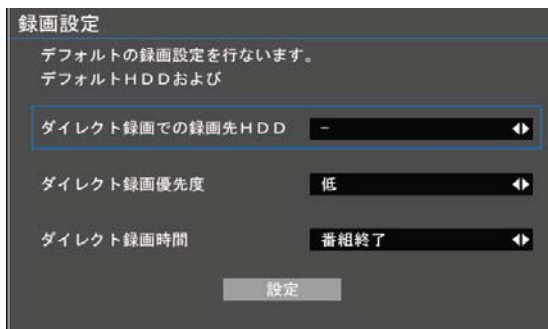 録画設定
デフォルトの録画設定を行ないます。
デフォルトＨＤＤおよび
ダイレクト録画での録画先ＨＤＤ　－
ダイレクト録画優先度　低
ダイレクト録画時間　番組終了
設定